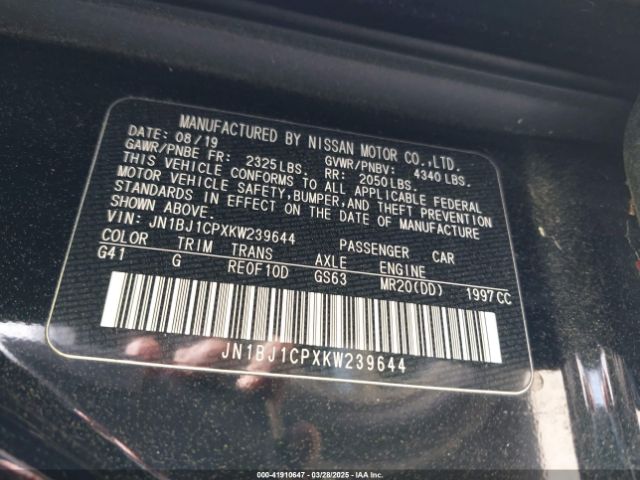 MANUFACTURED BY NISSAN MOTOR CO.,LTD.
DATE: 08/19 GVWR/PNBV: 4340 LBS.
GAWR/PNBE FR: 2325 LBS. RR: 2050 LBS.
THIS VEHICLE CONFORMS TO ALL APPLICABLE FEDERAL
MOTOR VEHICLE SAFETY, BUMPER, AND THEFT PREVENTION
STANDARDS IN EFFECT ON THE DATE OF MANUFACTURE
SHOWN ABOVE.
VIN: JN1BJ1CPXKW239644 PASSENGER CAR
COLOR TRIM TRANS AXLE ENGINE
G41 G RE0F10D GS63 MR20(DD) 1997CC
JN1BJ1CPXKW239644
00-41910647 | 03/28/2025 | IAA Inc. | Copart